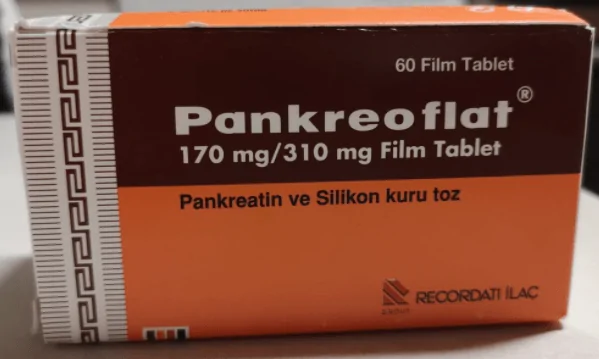 60 Film Tablet
Pankreoflat®
170 mg/310 mg Film Tablet
Pankreatin ve Silikon kuru toz
RECORDATI İLAÇ